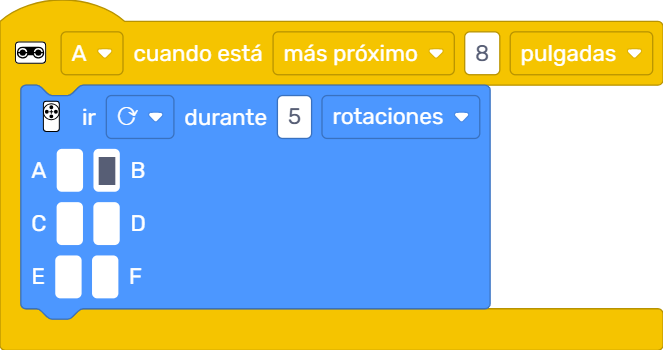 A cuando está más próximo 8 pulgadas
ir durante 5 rotaciones
A B
C D
E F